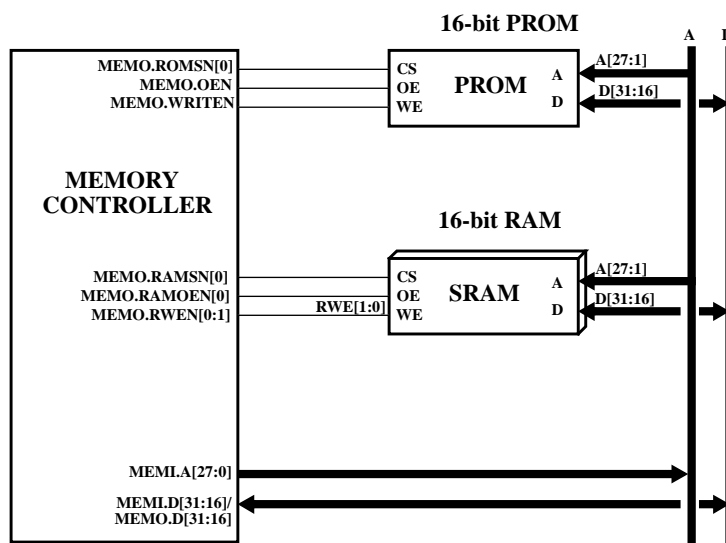 16-bit PROM
A
MEMO.ROMSN[0]
MEMO.OEN
MEMO.WRITEN
CS
OE
WE
PROM
A
D
A[27:1]
D[31:16]
MEMORY
CONTROLLER
16-bit RAM
MEMO.RAMSN[0]
MEMO.RAMOEN[0]
MEMO.RWEN[0:1]
RWE[1:0]
CS
OE
WE
SRAM
A
D
A[27:1]
D[31:16]
MEMI.A[27:0]
MEMI.D[31:16]/
MEMO.D[31:16]